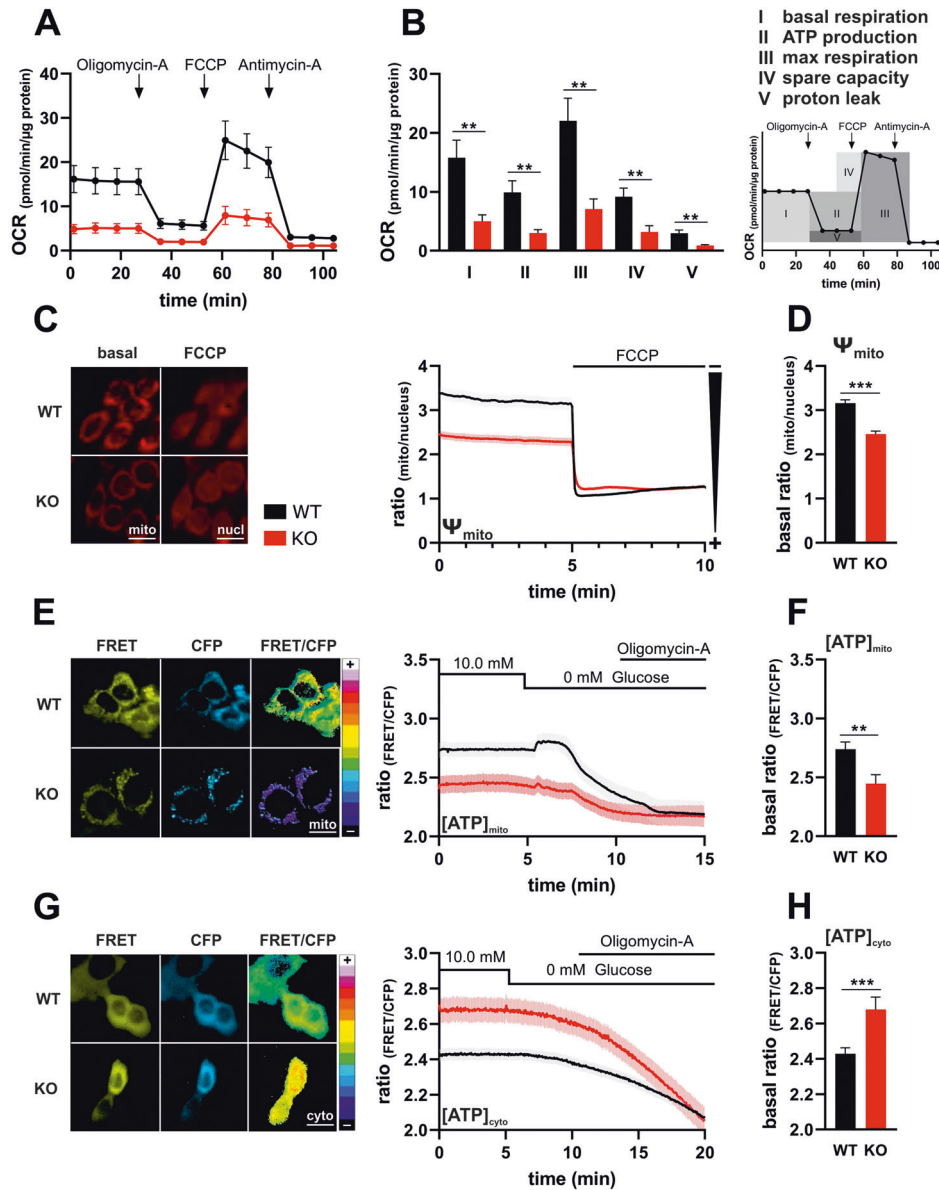 A
Oligomycin-A FCCP Antimycin-A
OCR (pmol/min/µg protein)
40
30
20
10
0
0 20 40 60 80 100
time (min)
B
OCR (pmol/min/µg protein)
30
20
10
0
** ** ** ** **
I II III IV V
I basal respiration
II ATP production
III max respiration
IV spare capacity
V proton leak
Oligomycin-A FCCP Antimycin-A
OCR (pmol/min/µg protein)
I II III IV V
0 20 40 60 80 100
time (min)
C
basal FCCP
WT
KO
mito nucl
WT
KO
FCCP
ratio (mito/nucleus)
4
3
2
1
0
Ψmito
0 5 10
time (min)
–
+
D
Ψmito
basal ratio (mito/nucleus)
4
3
2
1
0
***
WT KO
E
FRET CFP FRET/CFP
WT
KO
mito
+
–
Oligomycin-A
10.0 mM
0 mM Glucose
ratio (FRET/CFP)
3.5
3.0
2.5
2.0
[ATP]mito
0 5 10 15
time (min)
F
[ATP]mito
basal ratio (FRET/CFP)
3.5
3.0
2.5
2.0
**
WT KO
G
FRET CFP FRET/CFP
WT
KO
cyto
+
–
Oligomycin-A
10.0 mM
0 mM Glucose
ratio (FRET/CFP)
3.0
2.8
2.6
2.4
2.2
2.0
[ATP]cyto
0 5 10 15 20
time (min)
H
[ATP]cyto
basal ratio (FRET/CFP)
3.0
2.8
2.6
2.4
2.2
2.0
***
WT KO